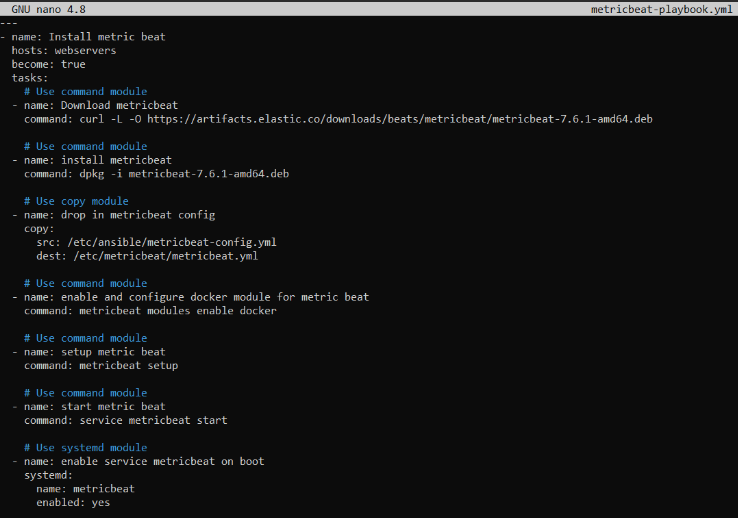 GNU nano 4.8 metricbeat-playbook.yml
---
- name: Install metric beat
  hosts: webservers
  become: true
  tasks:
    # Use command module
  - name: Download metricbeat
    command: curl -L -O https://artifacts.elastic.co/downloads/beats/metricbeat/metricbeat-7.6.1-amd64.deb

    # Use command module
  - name: install metricbeat
    command: dpkg -i metricbeat-7.6.1-amd64.deb

    # Use copy module
  - name: drop in metricbeat config
    copy:
      src: /etc/ansible/metricbeat-config.yml
      dest: /etc/metricbeat/metricbeat.yml

    # Use command module
  - name: enable and configure docker module for metric beat
    command: metricbeat modules enable docker

    # Use command module
  - name: setup metric beat
    command: metricbeat setup

    # Use command module
  - name: start metric beat
    command: service metricbeat start

    # Use systemd module
  - name: enable service metricbeat on boot
    systemd:
      name: metricbeat
      enabled: yes